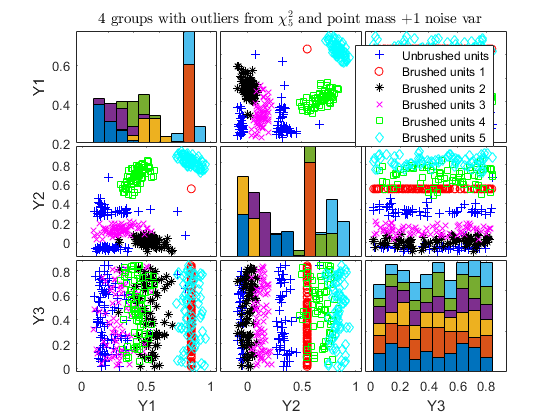 4 groups with outliers from χ₅² and point mass +1 noise var
Unbrushed units
Brushed units 1
Brushed units 2
Brushed units 3
Brushed units 4
Brushed units 5
Y1
0.6
0.4
0.2
Y2
0.8
0.6
0.4
0.2
0
Y3
0.8
0.6
0.4
0.2
0
0 0.5 1
0 0.5 1
0 0.2 0.4 0.6 0.8
Y1 Y2 Y3